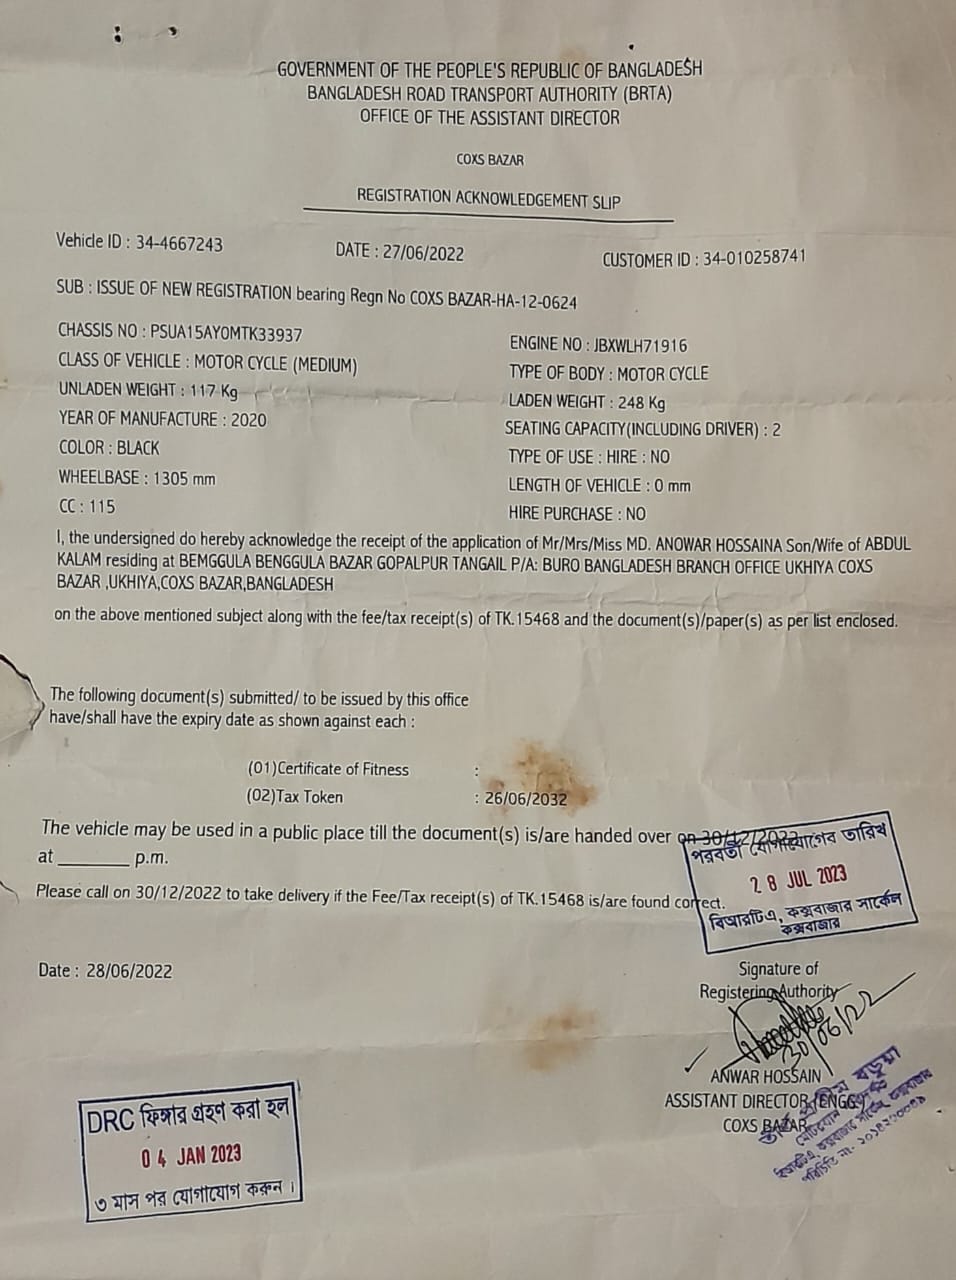 GOVERNMENT OF THE PEOPLE'S REPUBLIC OF BANGLADESH
BANGLADESH ROAD TRANSPORT AUTHORITY (BRTA)
OFFICE OF THE ASSISTANT DIRECTOR
COXS BAZAR
REGISTRATION ACKNOWLEDGEMENT SLIP
Vehicle ID : 34-4667243 DATE : 27/06/2022 CUSTOMER ID : 34-010258741
SUB : ISSUE OF NEW REGISTRATION bearing Regn No COXS BAZAR-HA-12-0624
CHASSIS NO : PSUA15AY0MTK33937 ENGINE NO : JBXWLH71916
CLASS OF VEHICLE : MOTOR CYCLE (MEDIUM) TYPE OF BODY : MOTOR CYCLE
UNLADEN WEIGHT : 117 Kg LADEN WEIGHT : 248 Kg
YEAR OF MANUFACTURE : 2020 SEATING CAPACITY(INCLUDING DRIVER) : 2
COLOR : BLACK TYPE OF USE : HIRE : NO
WHEELBASE : 1305 mm LENGTH OF VEHICLE : 0 mm
CC : 115 HIRE PURCHASE : NO
I, the undersigned do hereby acknowledge the receipt of the application of Mr/Mrs/Miss MD. ANOWAR HOSSAINA Son/Wife of ABDUL
KALAM residing at BEMGGULA BENGGULA BAZAR GOPALPUR TANGAIL P/A: BURO BANGLADESH BRANCH OFFICE UKHIYA COXS
BAZAR ,UKHIYA,COXS BAZAR,BANGLADESH
on the above mentioned subject along with the fee/tax receipt(s) of TK.15468 and the document(s)/paper(s) as per list enclosed.
The following document(s) submitted/ to be issued by this office
have/shall have the expiry date as shown against each :
(01)Certificate of Fitness :
(02)Tax Token : 26/06/2032
The vehicle may be used in a public place till the document(s) is/are handed over on 30/12/2022
at ________ p.m.
পরবর্তী যোগাযোগের তারিখ
28 JUL 2023
বিআরটিএ, কক্সবাজার সার্কেল
কক্সবাজার
Please call on 30/12/2022 to take delivery if the Fee/Tax receipt(s) of TK.15468 is/are found correct.
Date : 28/06/2022
Signature of
Registering Authority
30/06/22
ANWAR HOSSAIN
ASSISTANT DIRECTOR (ENGG)
COXS BAZAR
বড়ুয়া
বিআরটিএ, কক্সবাজার সার্কেল, কক্সবাজার
পরিচিতি নং-
DRC ফিঙ্গার গ্রহণ করা হল
04 JAN 2023
৩ মাস পর যোগাযোগ করুন।